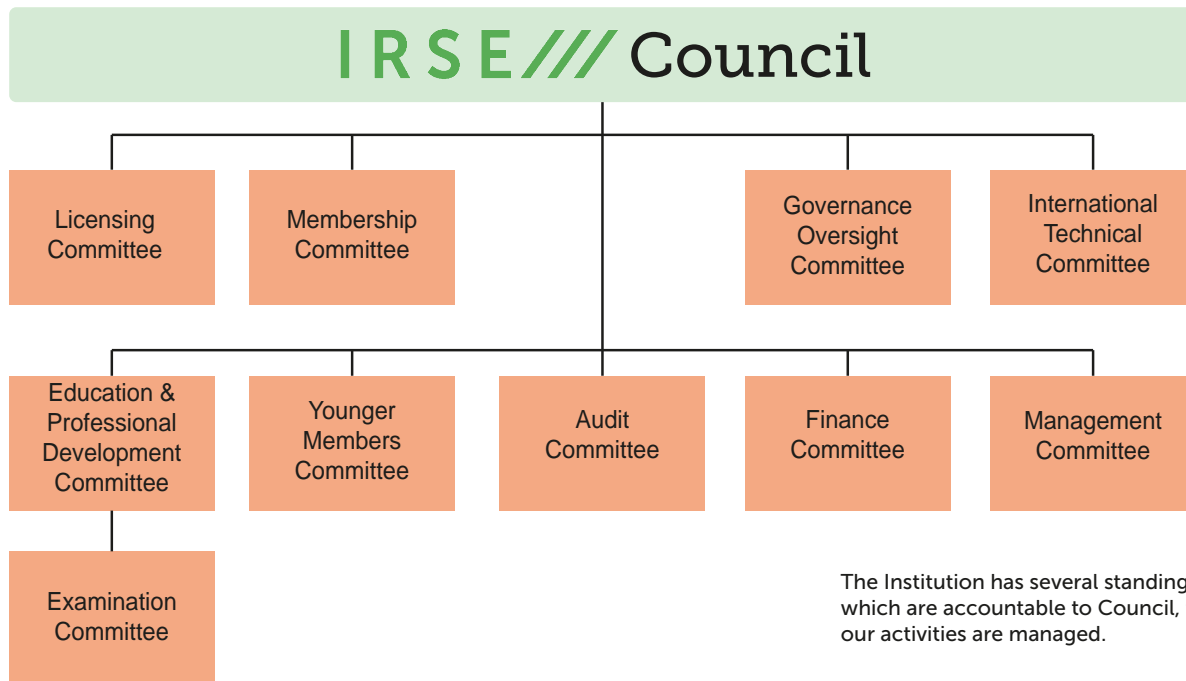 IRSE/// Council
Licensing
Committee
Membership
Committee
Governance
Oversight
Committee
International
Technical
Committee
Education &
Professional
Development
Committee
Younger
Members
Committee
Audit
Committee
Finance
Committee
Management
Committee
Examination
Committee
The Institution has several standing
which are accountable to Council,
our activities are managed.